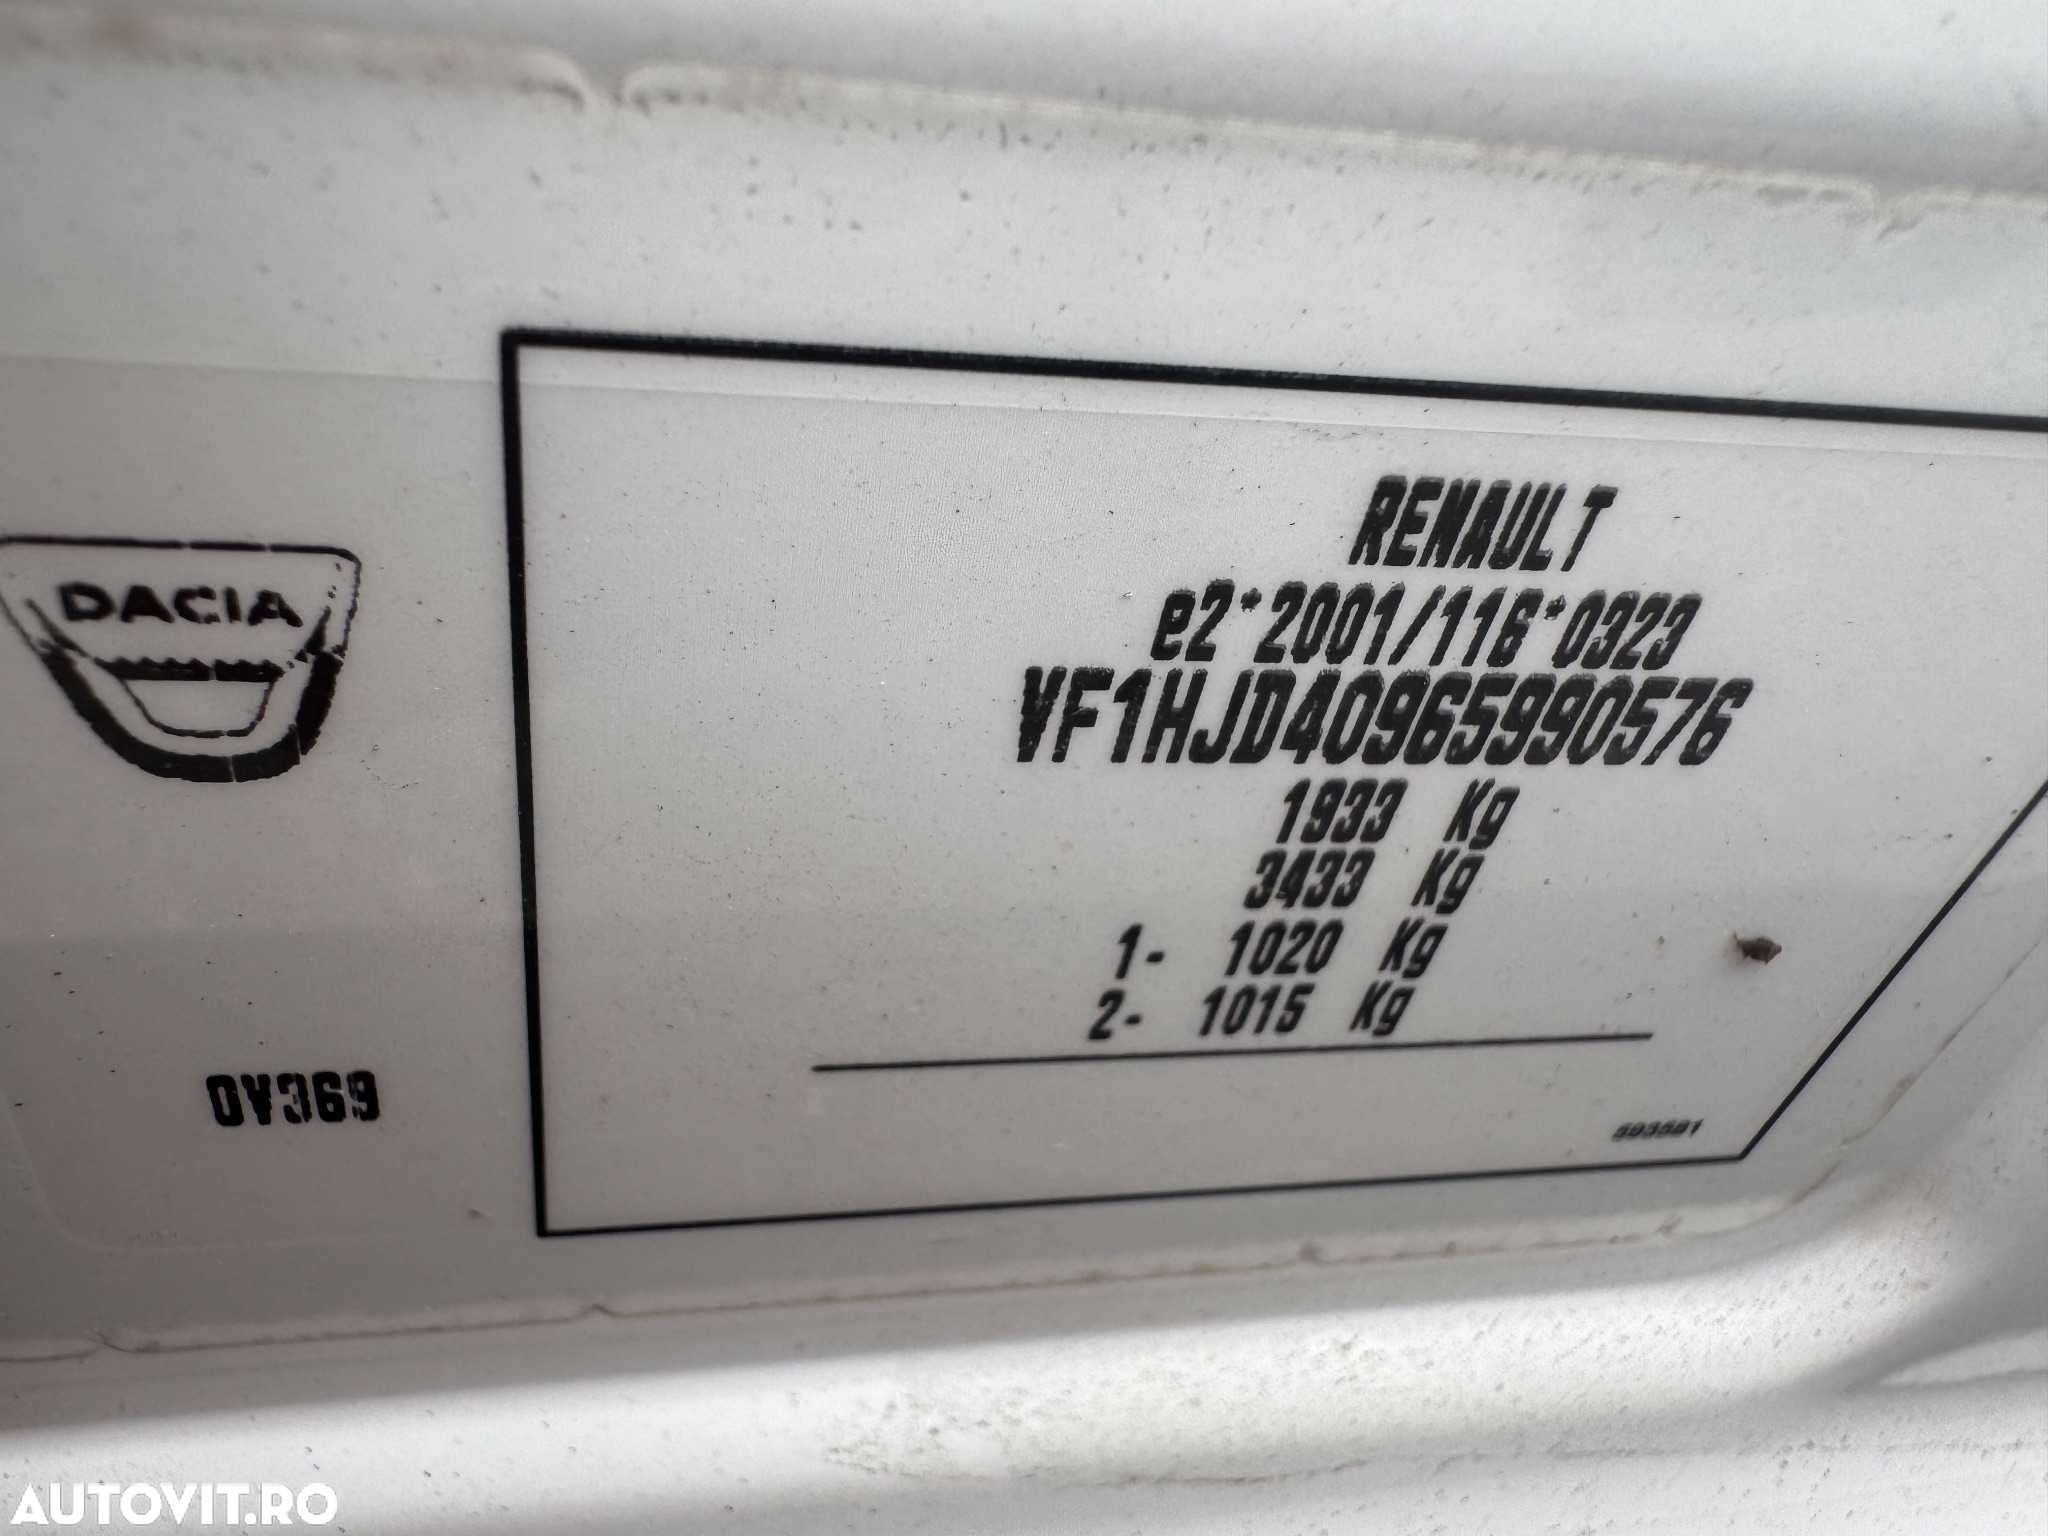 RENAULT
e2*2001/116*0323
VF1HJD40965990576
1933 Kg
3433 Kg
1- 1020 Kg
2- 1015 Kg
DACIA
0V369
AUTOVIT.RO